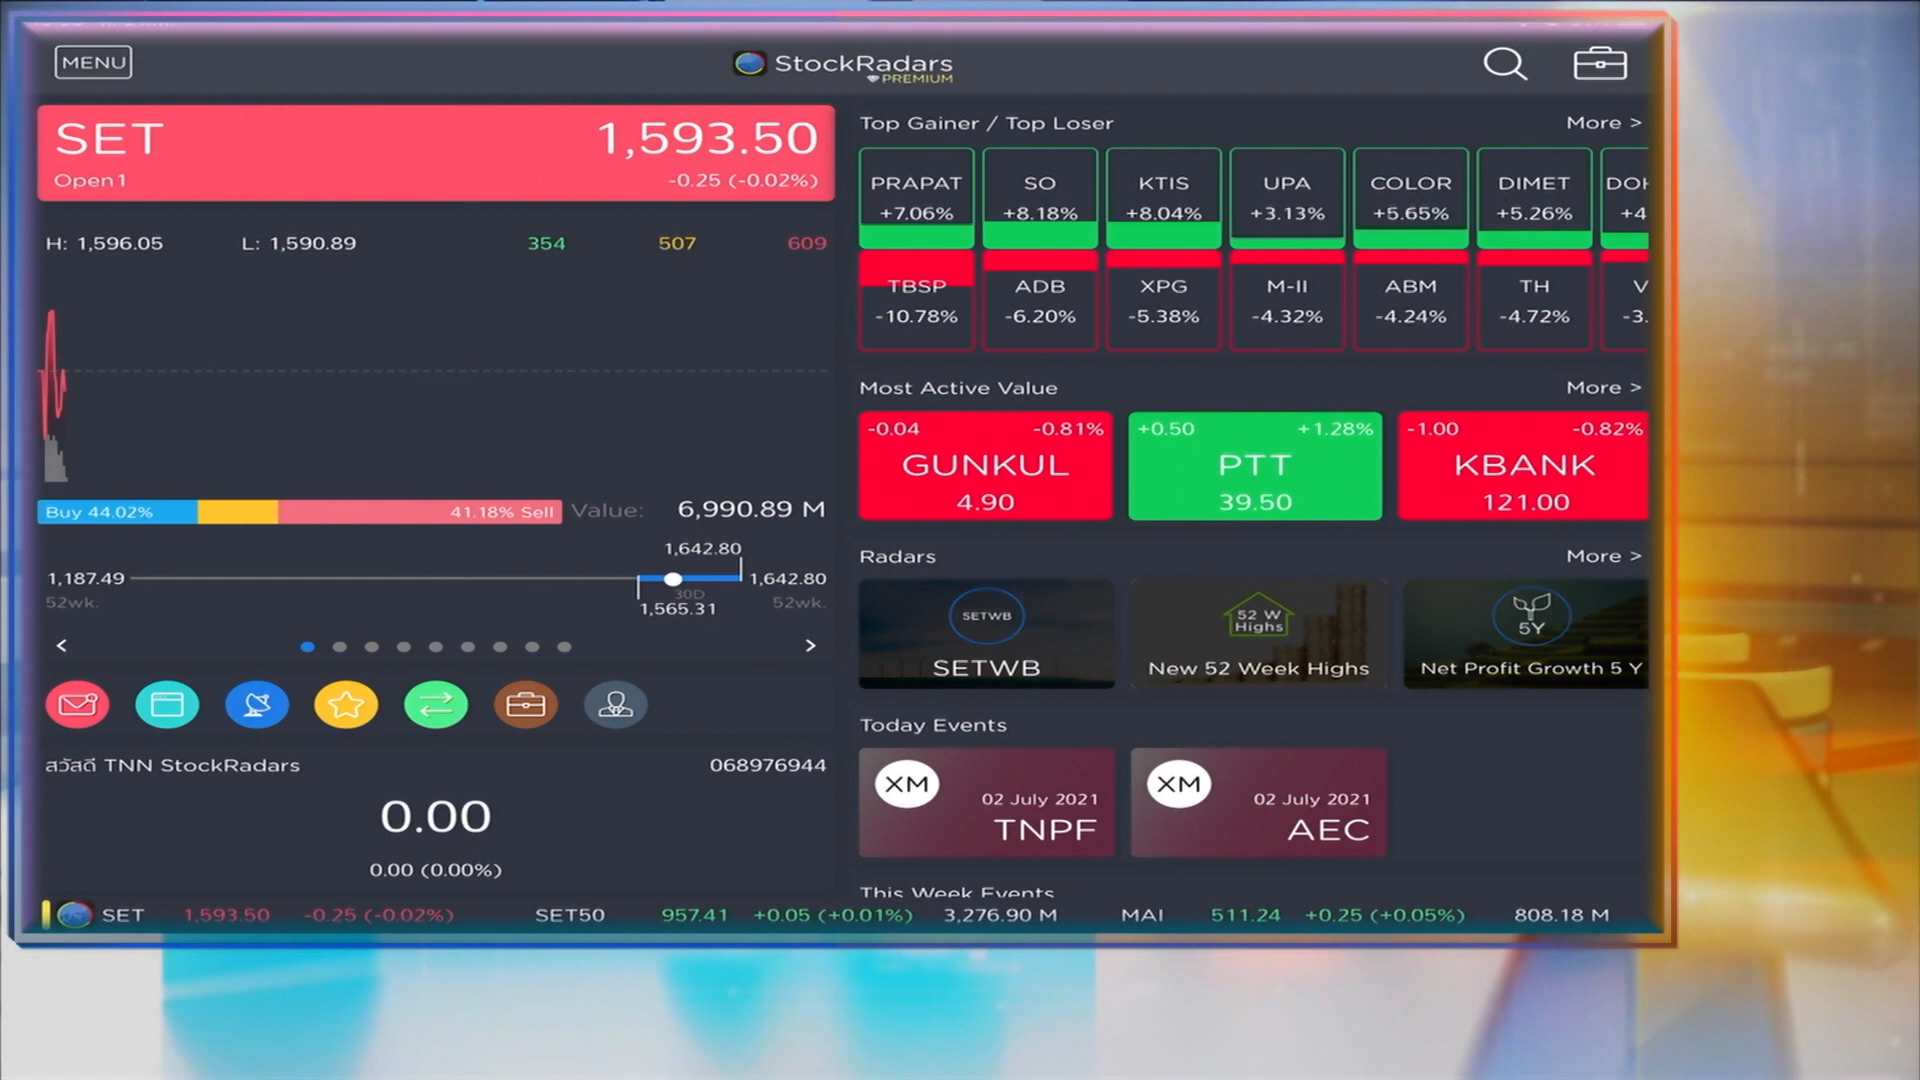 MENU
StockRadars
PREMIUM
SET 1,593.50
Open1 -0.25 (-0.02%)
H: 1,596.05 L: 1,590.89 354 507 609
Buy 44.02% 41.18% Sell Value: 6,990.89 M
1,642.80
1,187.49 1,642.80
52wk. 30D 52wk.
1,565.31
< >
สวัสดี TNN StockRadars 068976944
0.00
0.00 (0.00%)
Top Gainer / Top Loser More >
PRAPAT SO KTIS UPA COLOR DIMET
+7.06% +8.18% +8.04% +3.13% +5.65% +5.26% +4
TBSP ADB XPG M-II ABM TH V
-10.78% -6.20% -5.38% -4.32% -4.24% -4.72% -3.
Most Active Value More >
-0.04 -0.81% +0.50 +1.28% -1.00 -0.82%
GUNKUL PTT KBANK
4.90 39.50 121.00
Radars More >
SETWB 52 W Highs 5Y
SETWB New 52 Week Highs Net Profit Growth 5 Y
Today Events
XM 02 July 2021 XM 02 July 2021
TNPF AEC
This Week Events
SET 1,593.50 -0.25 (-0.02%) SET50 957.41 +0.05 (+0.01%) 3,276.90 M MAI 511.24 +0.25 (+0.05%) 808.18 M